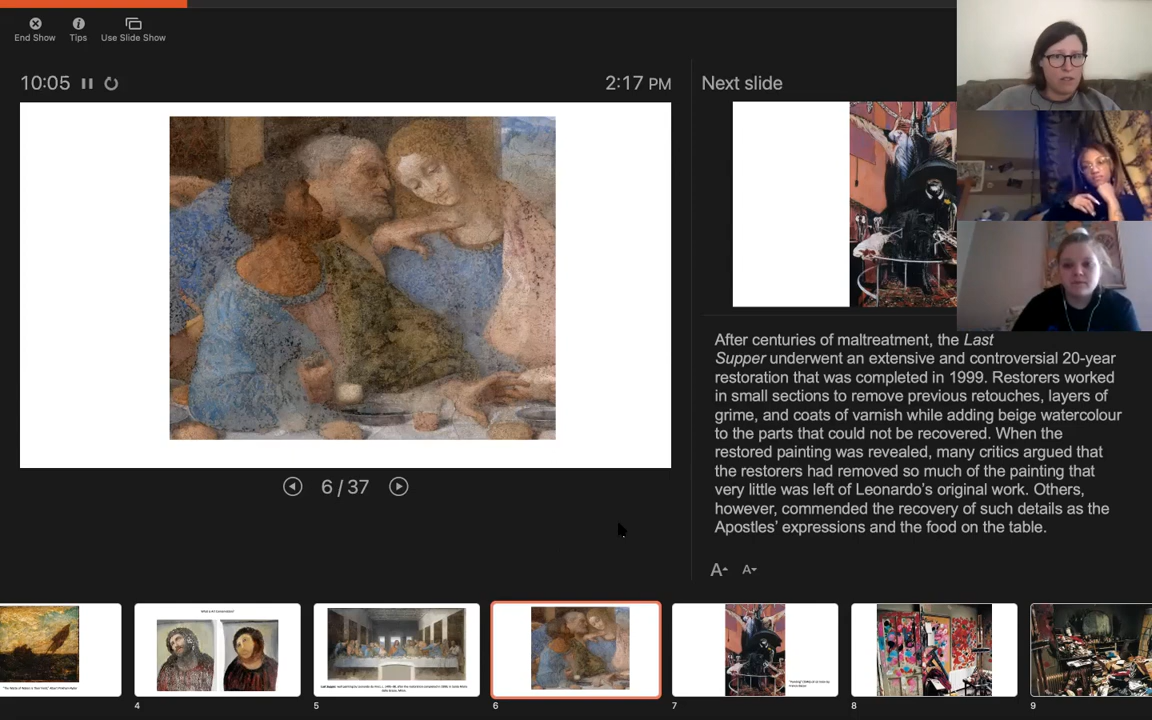 End Show
Tips
Use Slide Show
10:05
2:17 PM
Next slide
After centuries of maltreatment, the Last
Supper underwent an extensive and controversial 20-year
restoration that was completed in 1999. Restorers worked
in small sections to remove previous retouches, layers of
grime, and coats of varnish while adding beige watercolour
to the parts that could not be recovered. When the
restored painting was revealed, many critics argued that
the restorers had removed so much of the painting that
very little was left of Leonardo's original work. Others,
however, commended the recovery of such details as the
Apostles' expressions and the food on the table.
6 / 37
A A
What is Art Conservation?
4
5
6
7
8
9